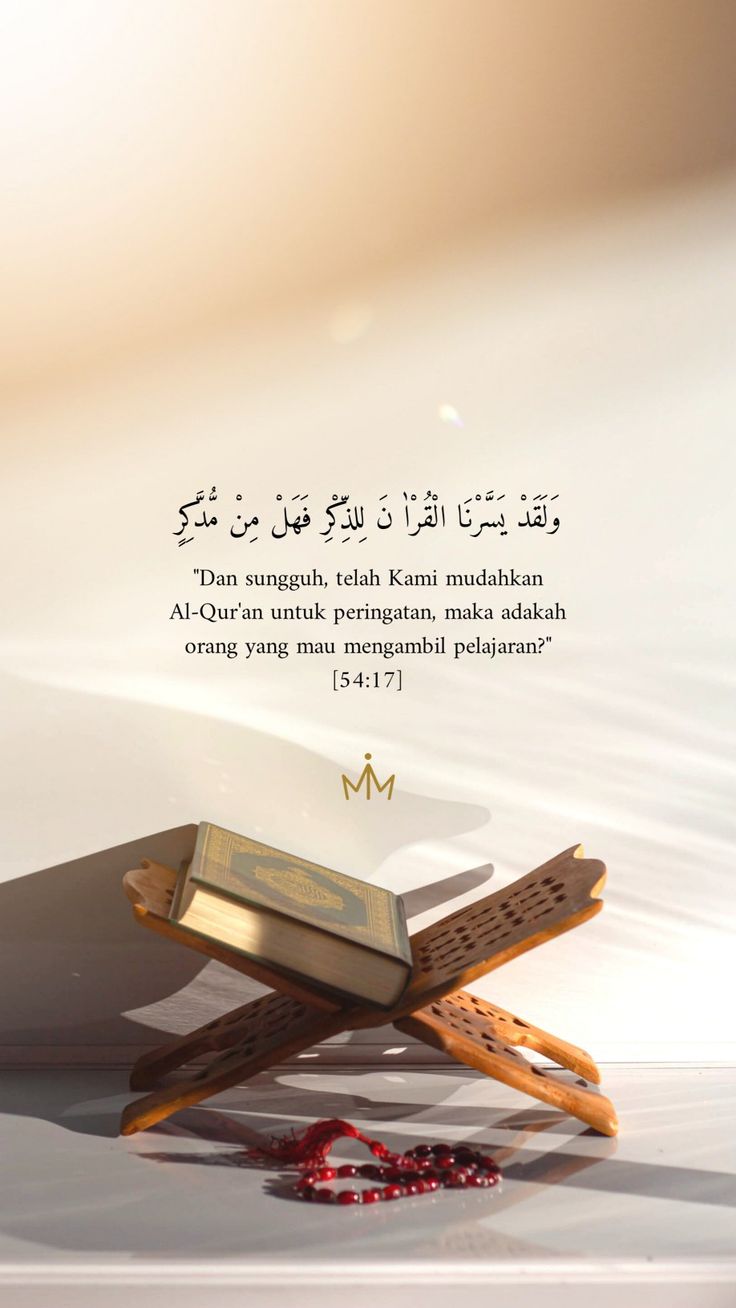 وَلَقَدْ يَسَّرْنَا الْقُرْاٰ نَ لِلذِّكْرِ فَهَلْ مِنْ مُّدَّكِرٍ
"Dan sungguh, telah Kami mudahkan
Al-Qur'an untuk peringatan, maka adakah
orang yang mau mengambil pelajaran?"
[54:17]